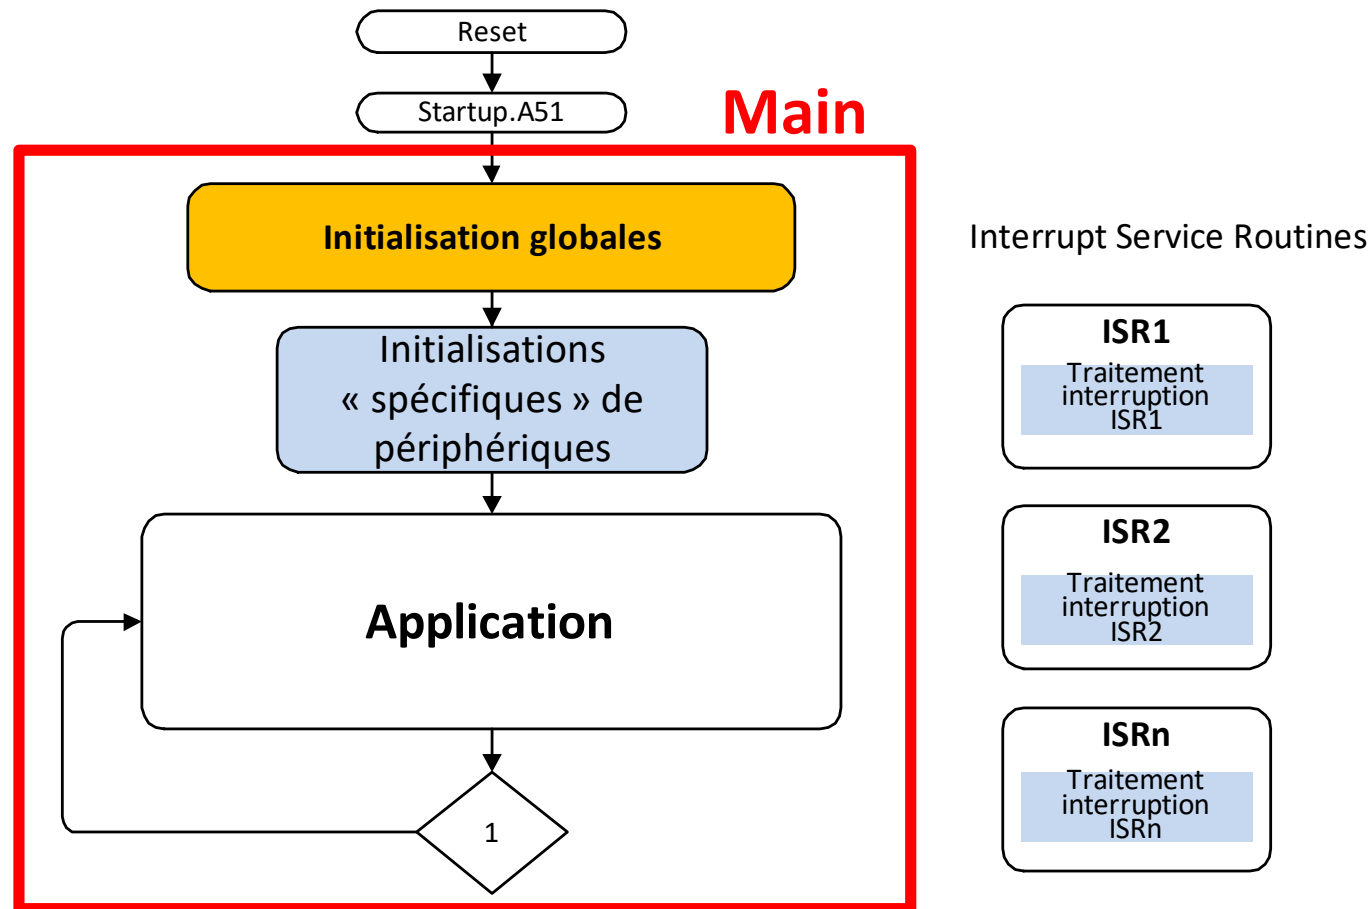 Reset
Startup.A51
Main
Initialisation globales
Initialisations
« spécifiques » de
périphériques
Application
1
Interrupt Service Routines
ISR1
Traitement
interruption
ISR1
ISR2
Traitement
interruption
ISR2
ISRn
Traitement
interruption
ISRn